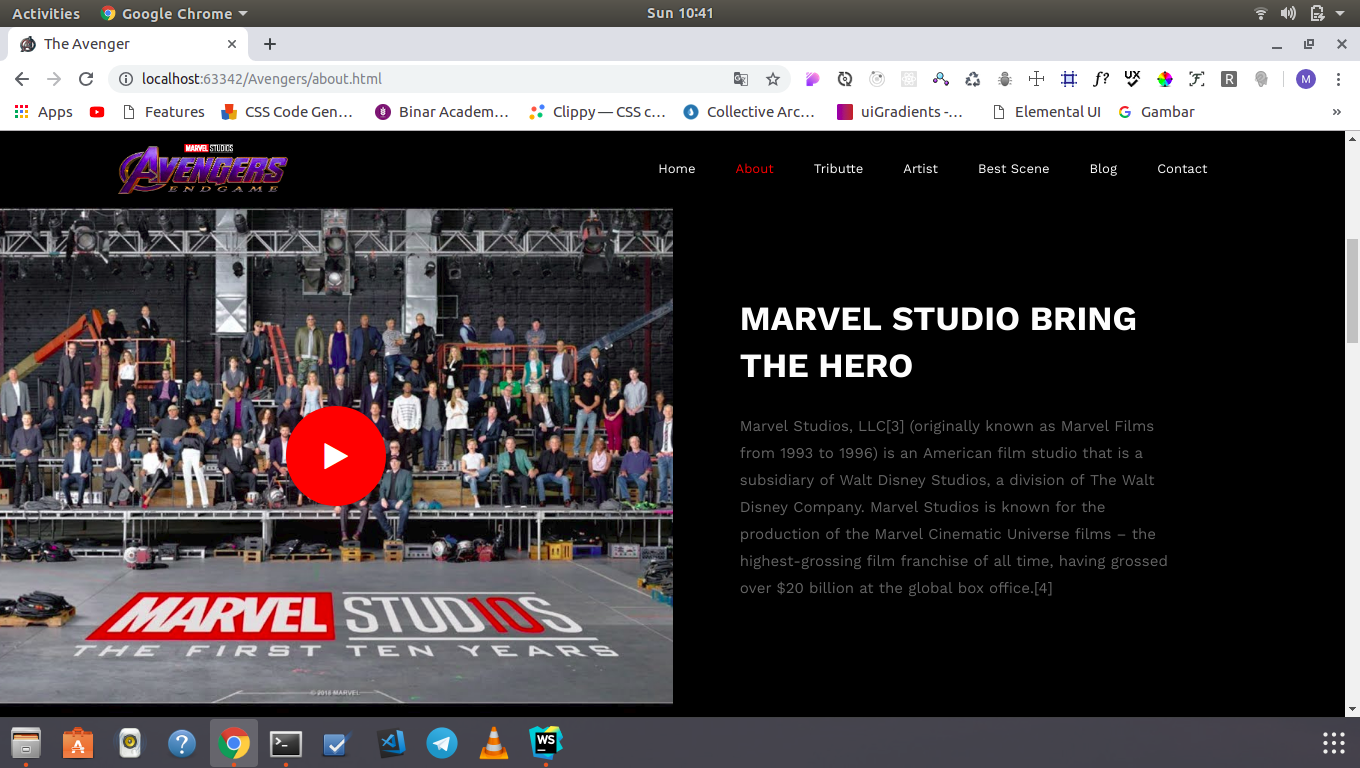 Activities Google Chrome Sun 10:41
The Avenger
localhost:63342/Avengers/about.html
M
Apps Features CSS Code Gen... Binar Academ... Clippy — CSS c... Collective Arc... uiGradients -... Elemental UI Gambar »
MARVEL STUDIOS
AVENGERS
ENDGAME
Home About Tributte Artist Best Scene Blog Contact
MARVEL STUDIO BRING
THE HERO
Marvel Studios, LLC[3] (originally known as Marvel Films
from 1993 to 1996) is an American film studio that is a
subsidiary of Walt Disney Studios, a division of The Walt
Disney Company. Marvel Studios is known for the
production of the Marvel Cinematic Universe films – the
highest-grossing film franchise of all time, having grossed
over $20 billion at the global box office.[4]
MARVEL STUDIOS
THE FIRST TEN YEARS
© 2018 MARVEL
WS